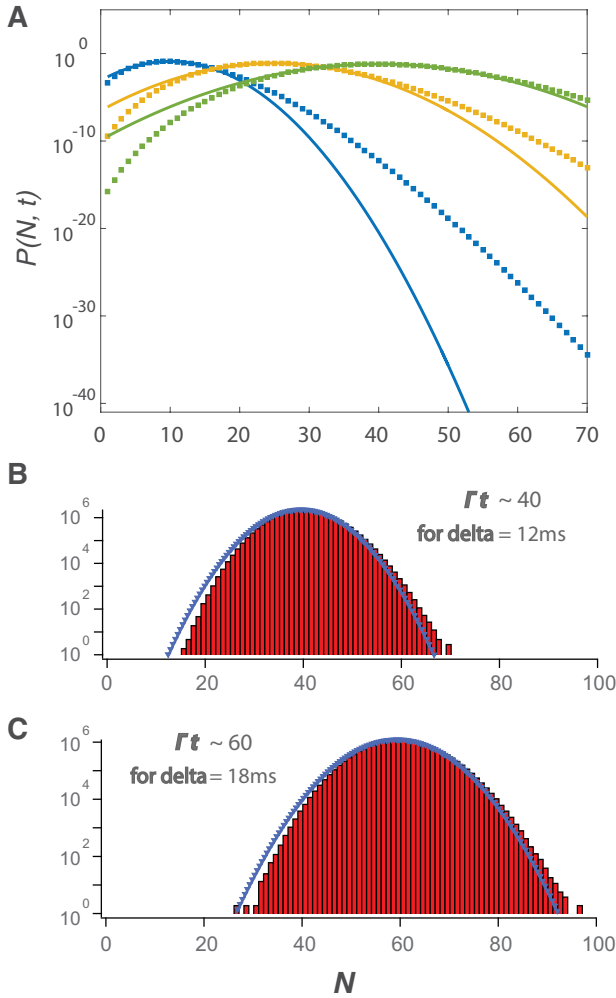 A
P(N, t)
10^0
10^-10
10^-20
10^-30
10^-40
0 10 20 30 40 50 60 70
B
Γt ~ 40
for delta = 12ms
10^6
10^4
10^2
10^0
0 20 40 60 80 100
C
Γt ~ 60
for delta = 18ms
10^6
10^4
10^2
10^0
0 20 40 60 80 100
N